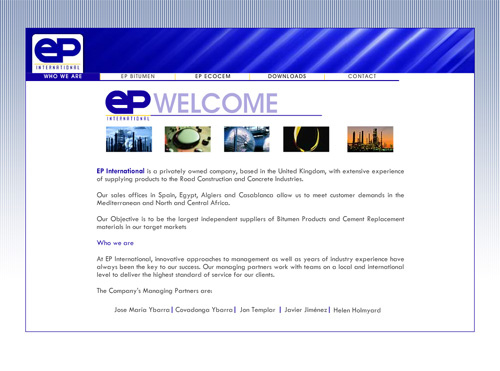 ep
INTERNATIONAL
WHO WE ARE EP BITUMEN EP ECOCEM DOWNLOADS CONTACT
ep WELCOME
INTERNATIONAL
EP International is a privately owned company, based in the United Kingdom, with extensive experience
of supplying products to the Road Construction and Concrete Industries.
Our sales offices in Spain, Egypt, Algiers and Casablanca allow us to meet customer demands in the
Mediterranean and North and Central Africa.
Our Objective is to be the largest independent suppliers of Bitumen Products and Cement Replacement
materials in our target markets
Who we are
At EP International, innovative approaches to management as well as years of industry experience have
always been the key to our success. Our managing partners work with teams on a local and international
level to deliver the highest standard of service for our clients.
The Company's Managing Partners are:
Jose Maria Ybarra | Covadonga Ybarra | Jon Templar | Javier Jiménez | Helen Holmyard